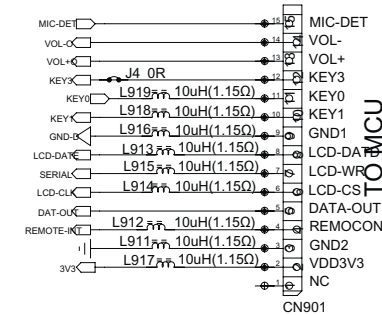 MIC-DET 15 MIC-DET
VOL- 14 VOL-
VOL+ 13 VOL+
KEY3 J4 0R 12 KEY3
KEY0 L919 10uH(1.15Ω) 11 KEY0
KEY1 L918 10uH(1.15Ω) 10 KEY1
GND-D L916 10uH(1.15Ω) 9 GND1
LCD-DATE L913 10uH(1.15Ω) 8 LCD-DATE
SERIAL L915 10uH(1.15Ω) 7 LCD-WR
LCD-CLK L914 10uH(1.15Ω) 6 LCD-CS
DAT-OUT 5 DATA-OUT
REMOTE-INT L912 10uH(1.15Ω) 4 REMOCON
L911 10uH(1.15Ω) 3 GND2
3V3 L917 10uH(1.15Ω) 2 VDD3V3
1 NC
CN901
TO MCU